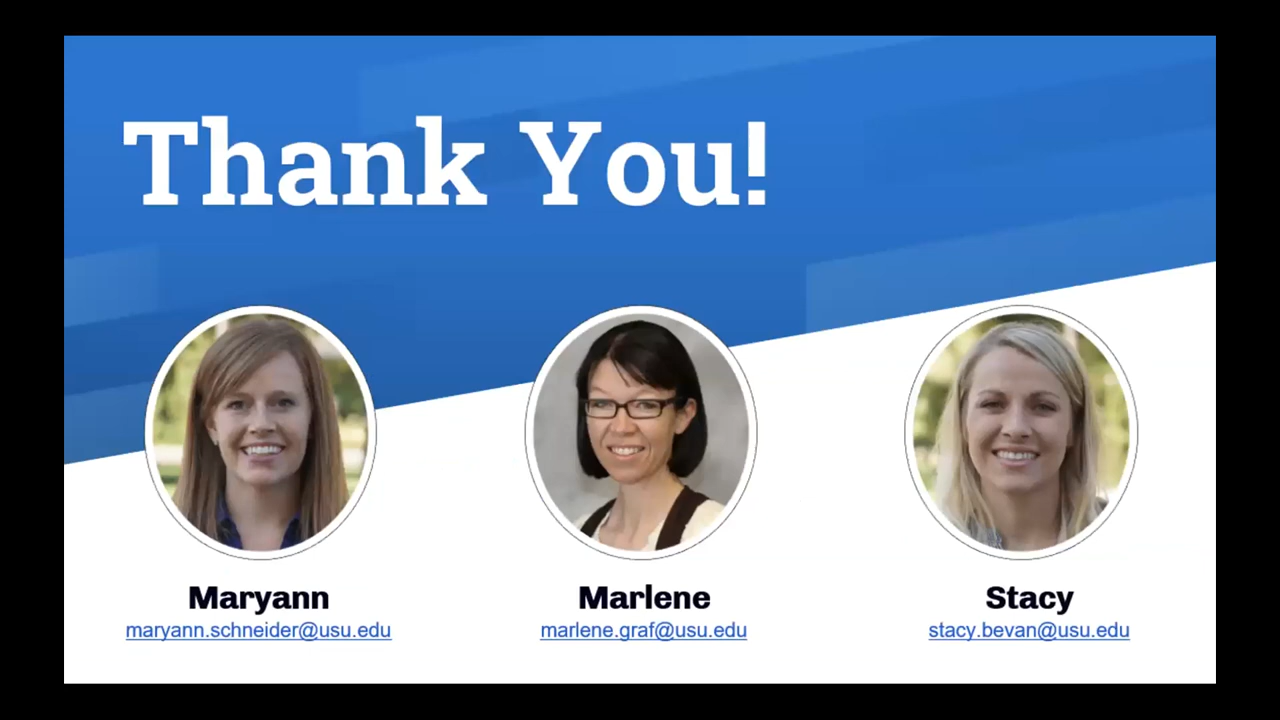 Thank You!
Maryann
maryann.schneider@usu.edu
Marlene
marlene.graf@usu.edu
Stacy
stacy.bevan@usu.edu